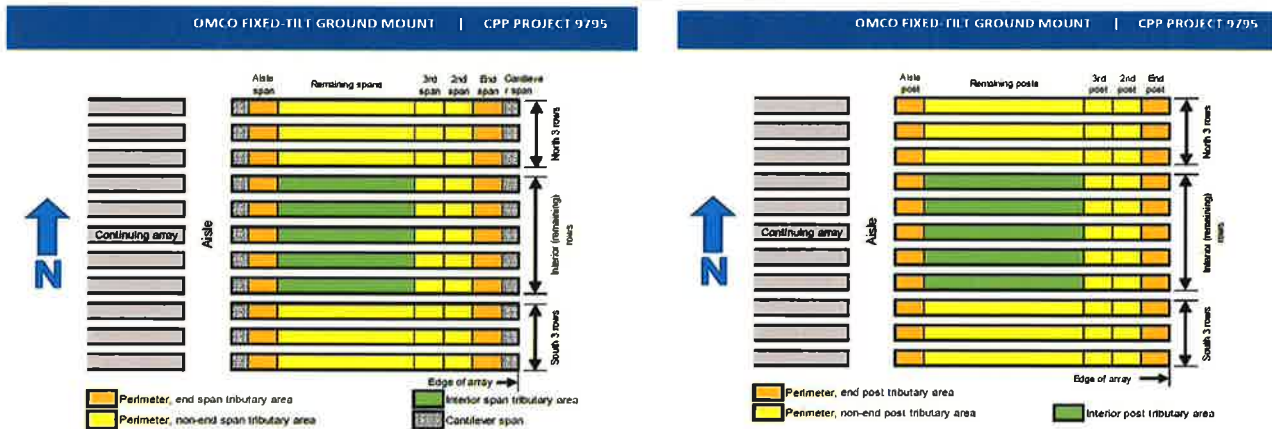 OMCO FIXED-TILT GROUND MOUNT | CPP PROJECT 9795
Aisle span
Remaining spans
3rd span
2nd span
End span
Cantilever span
North 3 rows
Interior (remaining) rows
South 3 rows
Continuing array
Aisle
N
Edge of array
Perimeter, end span tributary area
Interior span tributary area
Perimeter, non-end span tributary area
Cantilever span
OMCO FIXED-TILT GROUND MOUNT | CPP PROJECT 9795
Aisle post
Remaining posts
3rd post
2nd post
End post
North 3 rows
Interior (remaining) rows
South 3 rows
Continuing array
Aisle
N
Edge of array
Perimeter, end post tributary area
Perimeter, non-end post tributary area
Interior post tributary area